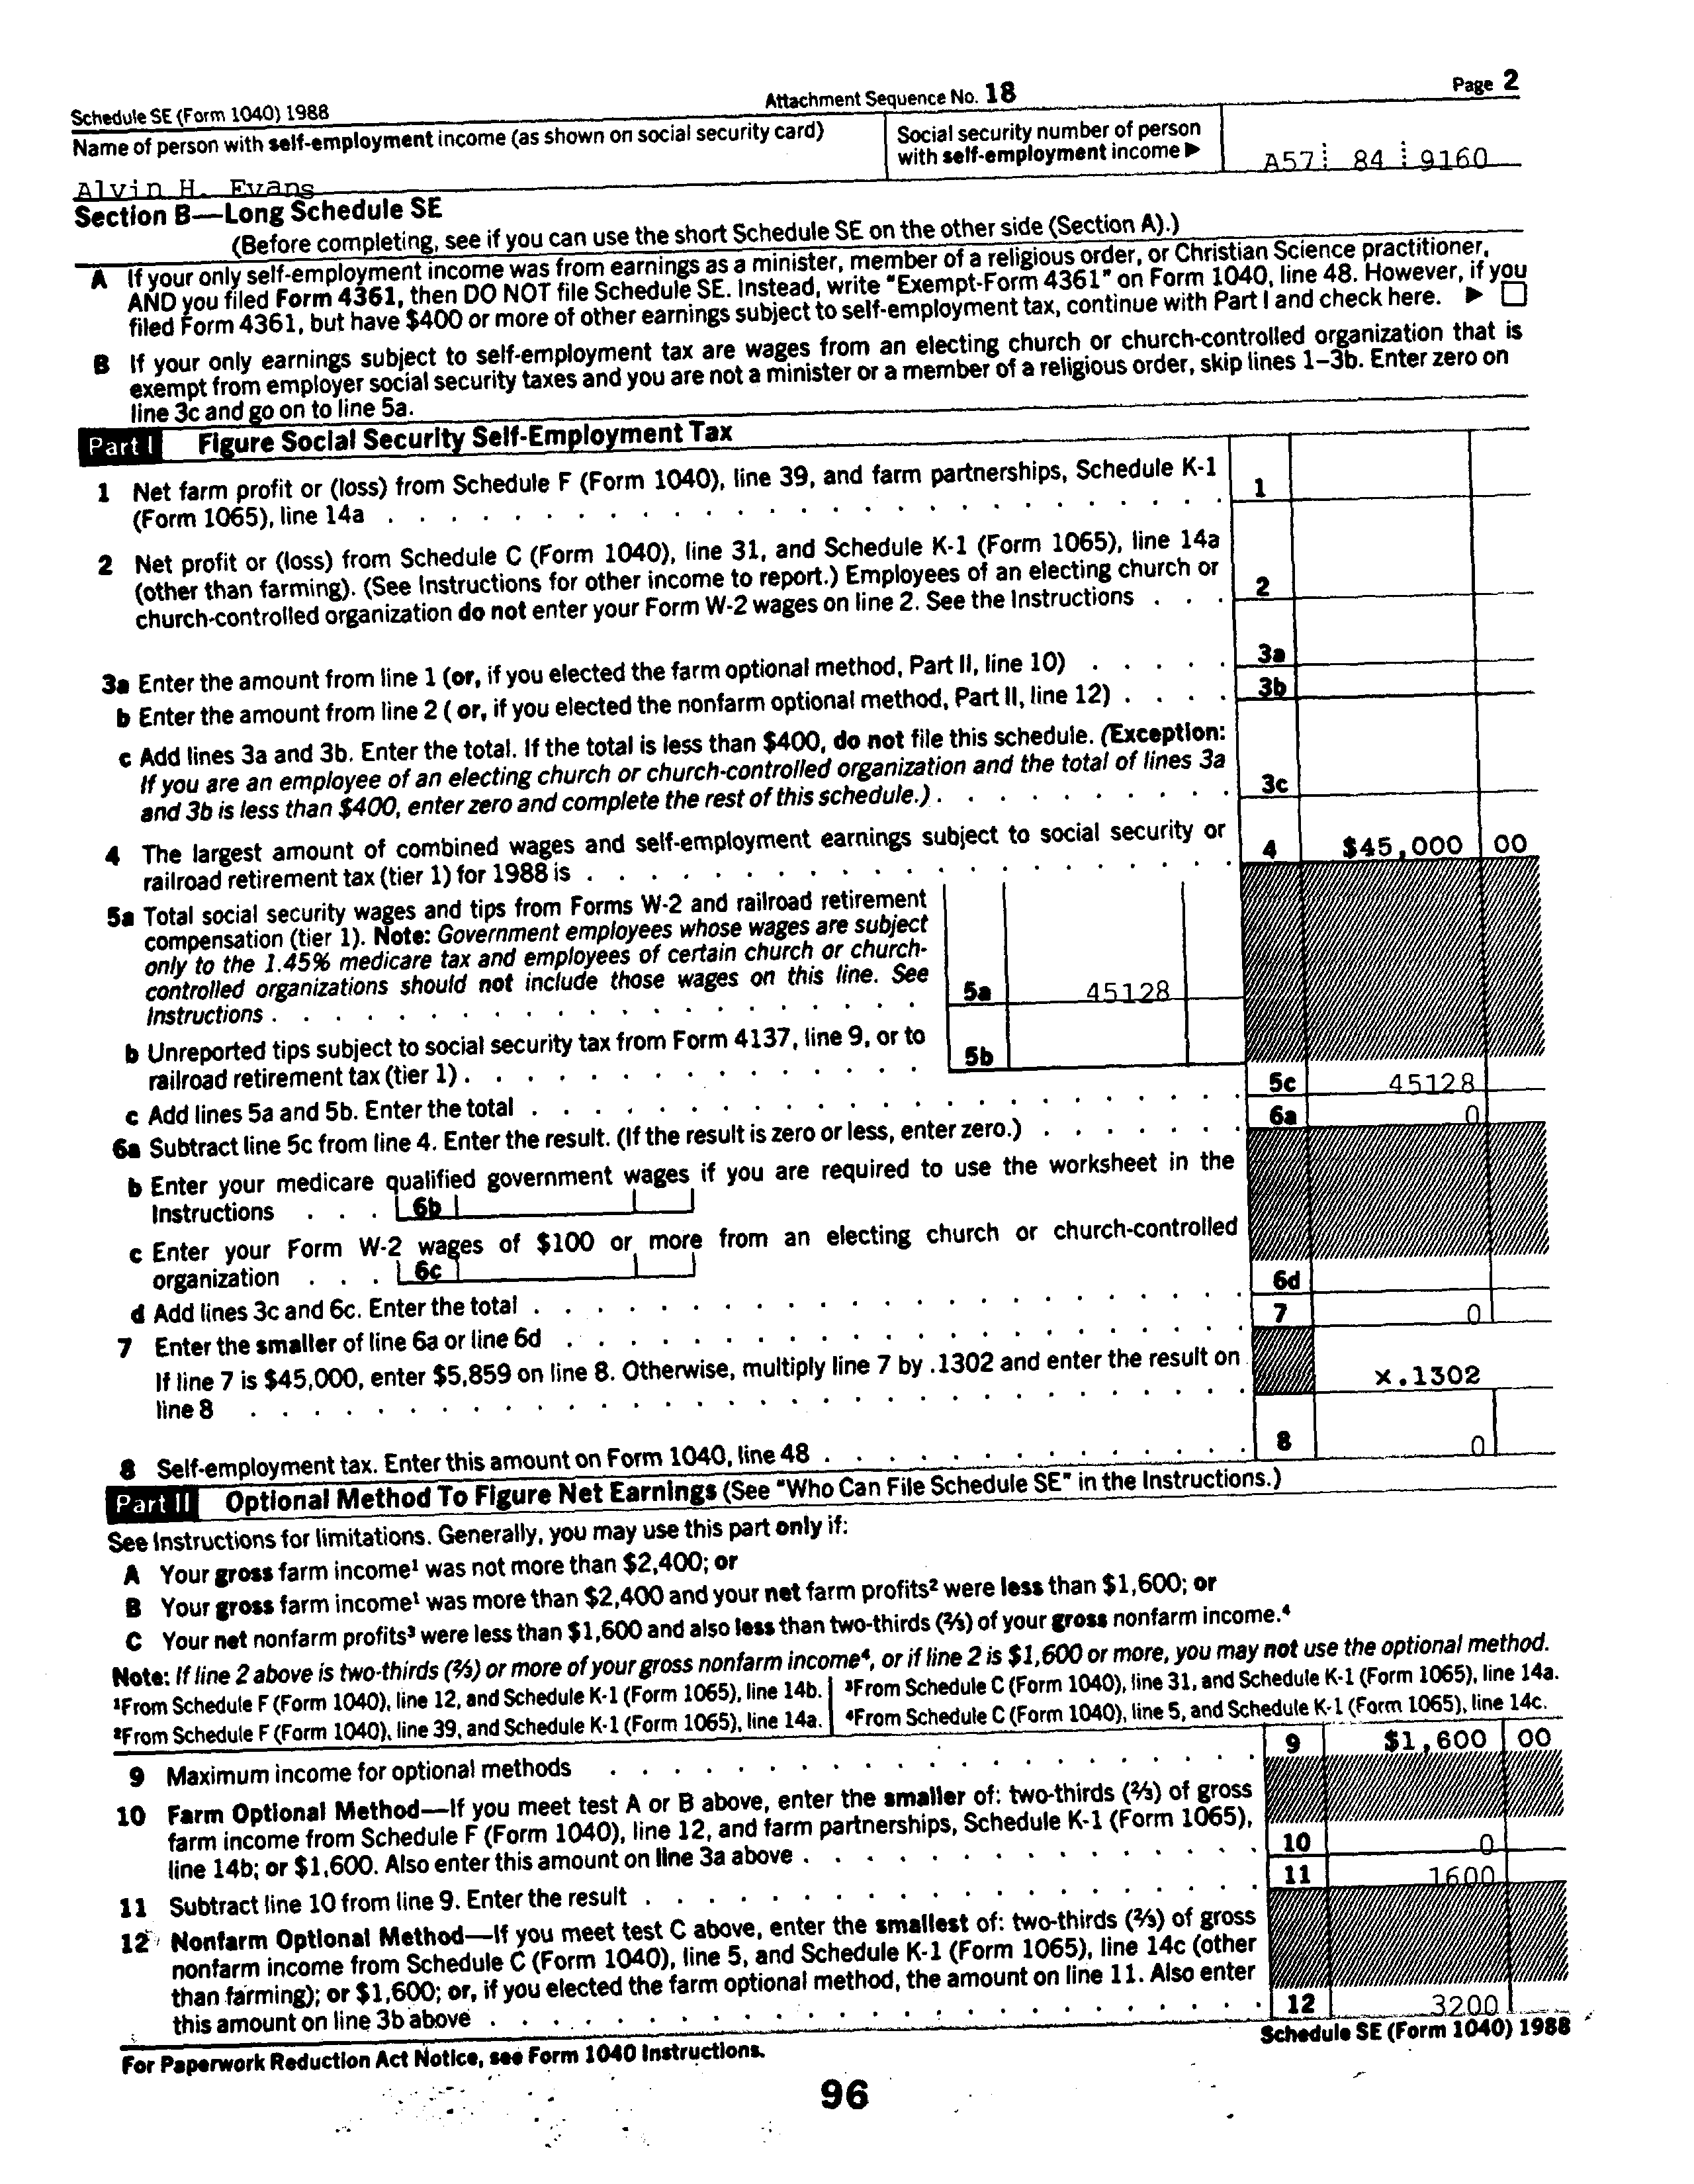 Schedule SE (Form 1040) 1988 Attachment Sequence No. 18 Page 2
Name of person with self-employment income (as shown on social security card)
Social security number of person
with self-employment income ▶ A57 84 9160
Alvin H. Evans
Section B—Long Schedule SE
(Before completing, see if you can use the short Schedule SE on the other side (Section A).)
A If your only self-employment income was from earnings as a minister, member of a religious order, or Christian Science practitioner,
AND you filed Form 4361, then DO NOT file Schedule SE. Instead, write "Exempt-Form 4361" on Form 1040, line 48. However, if you
filed Form 4361, but have $400 or more of other earnings subject to self-employment tax, continue with Part I and check here. ▶ ☐
B If your only earnings subject to self-employment tax are wages from an electing church or church-controlled organization that is
exempt from employer social security taxes and you are not a minister or a member of a religious order, skip lines 1–3b. Enter zero on
line 3c and go on to line 5a.
Part I Figure Social Security Self-Employment Tax
1 Net farm profit or (loss) from Schedule F (Form 1040), line 39, and farm partnerships, Schedule K-1
(Form 1065), line 14a . . . 1
2 Net profit or (loss) from Schedule C (Form 1040), line 31, and Schedule K-1 (Form 1065), line 14a
(other than farming). (See Instructions for other income to report.) Employees of an electing church or
church-controlled organization do not enter your Form W-2 wages on line 2. See the Instructions . . . 2
3a Enter the amount from line 1 (or, if you elected the farm optional method, Part II, line 10) . . . . . 3a
b Enter the amount from line 2 ( or, if you elected the nonfarm optional method, Part II, line 12) . . . . 3b
c Add lines 3a and 3b. Enter the total. If the total is less than $400, do not file this schedule. (Exception:
If you are an employee of an electing church or church-controlled organization and the total of lines 3a
and 3b is less than $400, enter zero and complete the rest of this schedule.) . . . 3c
4 The largest amount of combined wages and self-employment earnings subject to social security or
railroad retirement tax (tier 1) for 1988 is . . . 4 $45,000 00
5a Total social security wages and tips from Forms W-2 and railroad retirement
compensation (tier 1). Note: Government employees whose wages are subject
only to the 1.45% medicare tax and employees of certain church or church-
controlled organizations should not include those wages on this line. See
Instructions . . . 5a 45128
b Unreported tips subject to social security tax from Form 4137, line 9, or to
railroad retirement tax (tier 1) . . . 5b
c Add lines 5a and 5b. Enter the total . . . 5c 45128
6a Subtract line 5c from line 4. Enter the result. (If the result is zero or less, enter zero.) . . . 6a 0
b Enter your medicare qualified government wages if you are required to use the worksheet in the
Instructions . . . 6b
c Enter your Form W-2 wages of $100 or more from an electing church or church-controlled
organization . . . 6c
d Add lines 3c and 6c. Enter the total . . . 6d
7 Enter the smaller of line 6a or line 6d . . . 7 0
If line 7 is $45,000, enter $5,859 on line 8. Otherwise, multiply line 7 by .1302 and enter the result on
line 8 . . . x.1302
8 Self-employment tax. Enter this amount on Form 1040, line 48 . . . 8 0
Part II Optional Method To Figure Net Earnings (See "Who Can File Schedule SE" in the Instructions.)
See Instructions for limitations. Generally, you may use this part only if:
A Your gross farm income¹ was not more than $2,400; or
B Your gross farm income¹ was more than $2,400 and your net farm profits² were less than $1,600; or
C Your net nonfarm profits³ were less than $1,600 and also less than two-thirds (⅔) of your gross nonfarm income.⁴
Note: If line 2 above is two-thirds (⅔) or more of your gross nonfarm income⁴, or if line 2 is $1,600 or more, you may not use the optional method.
¹From Schedule F (Form 1040), line 12, and Schedule K-1 (Form 1065), line 14b. ³From Schedule C (Form 1040), line 31, and Schedule K-1 (Form 1065), line 14a.
²From Schedule F (Form 1040), line 39, and Schedule K-1 (Form 1065), line 14a. ⁴From Schedule C (Form 1040), line 5, and Schedule K-1 (Form 1065), line 14c.
9 Maximum income for optional methods . . . 9 $1,600 00
10 Farm Optional Method—If you meet test A or B above, enter the smaller of: two-thirds (⅔) of gross
farm income from Schedule F (Form 1040), line 12, and farm partnerships, Schedule K-1 (Form 1065),
line 14b; or $1,600. Also enter this amount on line 3a above . . . 10 0
11 Subtract line 10 from line 9. Enter the result . . . 11 1600
12 Nonfarm Optional Method—If you meet test C above, enter the smallest of: two-thirds (⅔) of gross
nonfarm income from Schedule C (Form 1040), line 5, and Schedule K-1 (Form 1065), line 14c (other
than farming); or $1,600; or, if you elected the farm optional method, the amount on line 11. Also enter
this amount on line 3b above . . . 12 3200
Schedule SE (Form 1040) 1988
For Paperwork Reduction Act Notice, see Form 1040 Instructions.
96